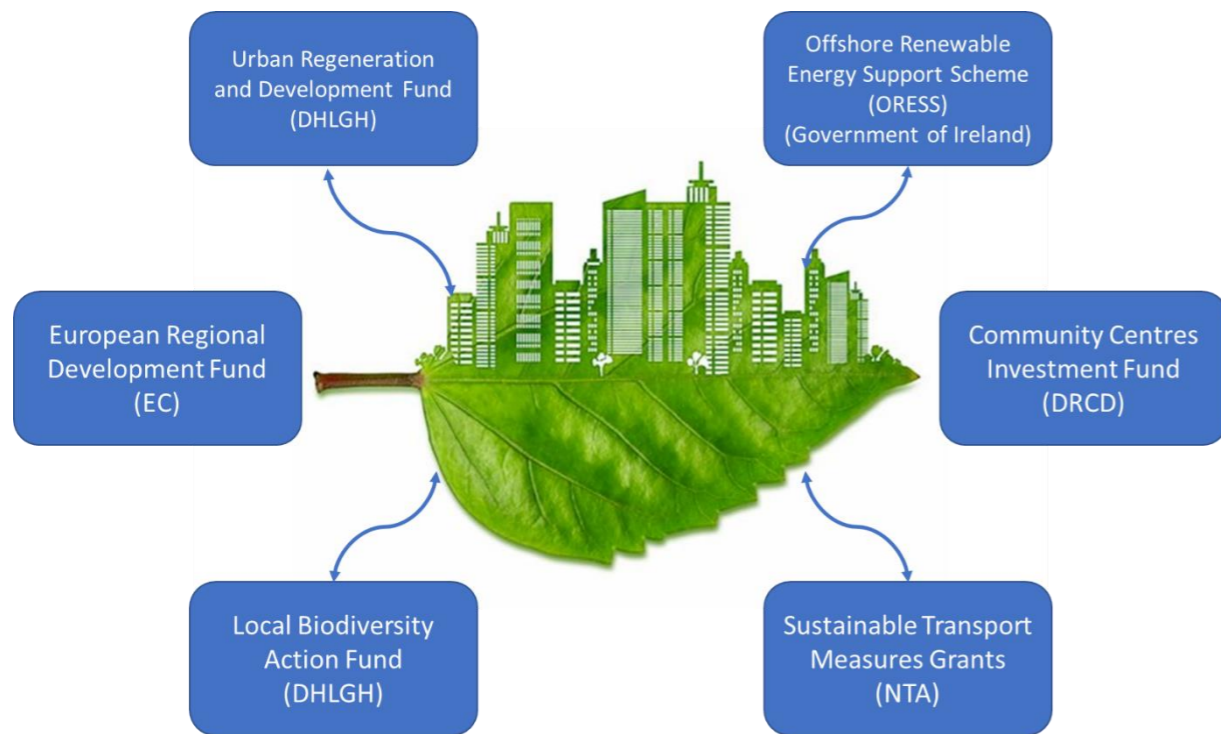 Urban Regeneration
and Development Fund
(DHLGH)
Offshore Renewable
Energy Support Scheme
(ORESS)
(Government of Ireland)
European Regional
Development Fund
(EC)
Community Centres
Investment Fund
(DRCD)
Local Biodiversity
Action Fund
(DHLGH)
Sustainable Transport
Measures Grants
(NTA)